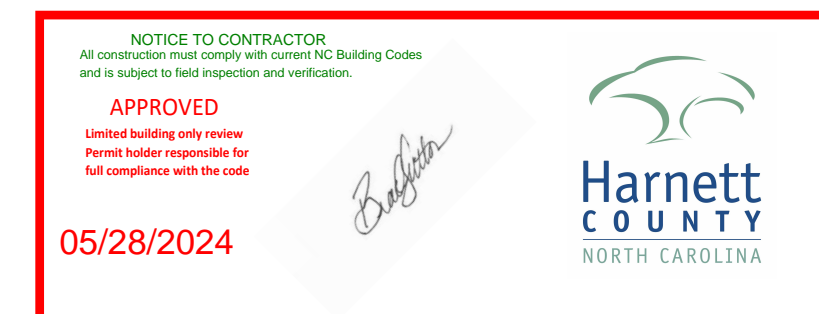 NOTICE TO CONTRACTOR
All construction must comply with current NC Building Codes
and is subject to field inspection and verification.
APPROVED
Limited building only review
Permit holder responsible for
full compliance with the code
05/28/2024
Harnett
COUNTY
NORTH CAROLINA